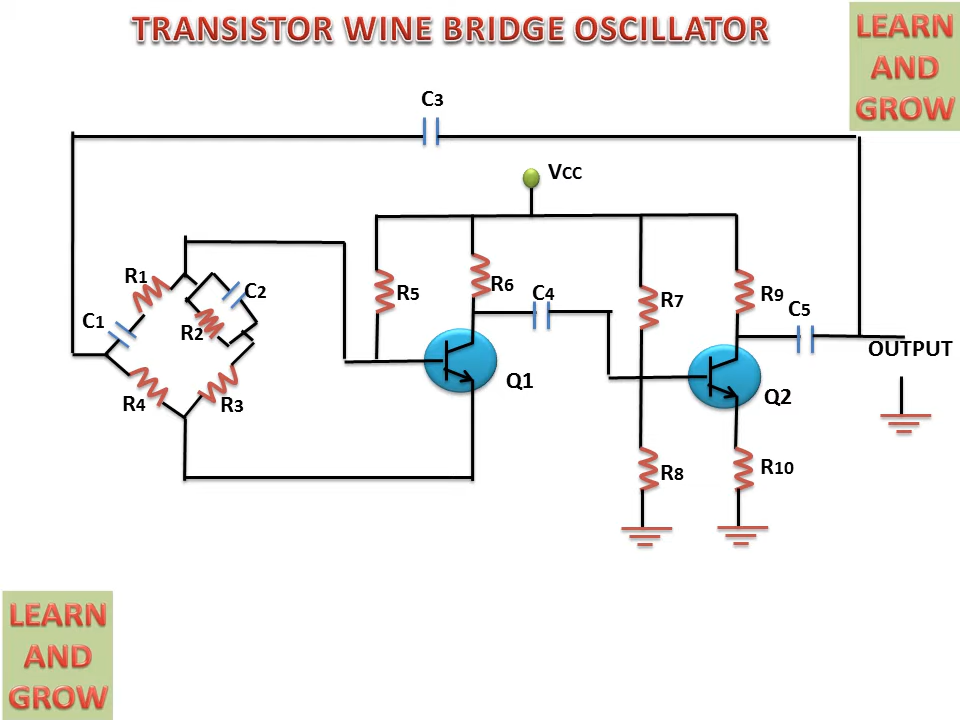 TRANSISTOR WINE BRIDGE OSCILLATOR
LEARN
AND
GROW
C3
VCC
R1
C2
R5
R6
C4
R7
R9
C5
C1
R2
OUTPUT
Q1
Q2
R4
R3
R8
R10
LEARN
AND
GROW